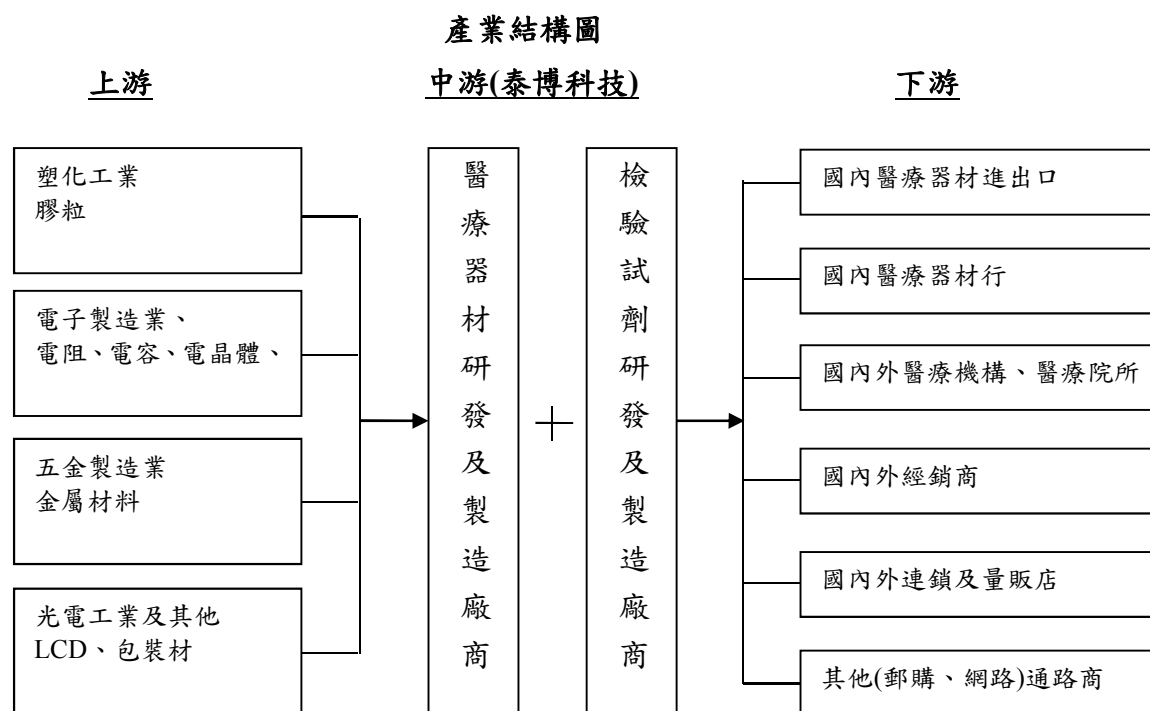 產業結構圖
上游
中游(泰博科技)
下游
塑化工業
膠粒
電子製造業、
電阻、電容、電晶體、
五金製造業
金屬材料
光電工業及其他
LCD、包裝材
醫療器材研發及製造廠商
+
檢驗試劑研發及製造廠商
國內醫療器材進出口
國內醫療器材行
國內外醫療機構、醫療院所
國內外經銷商
國內外連鎖及量販店
其他(郵購、網路)通路商